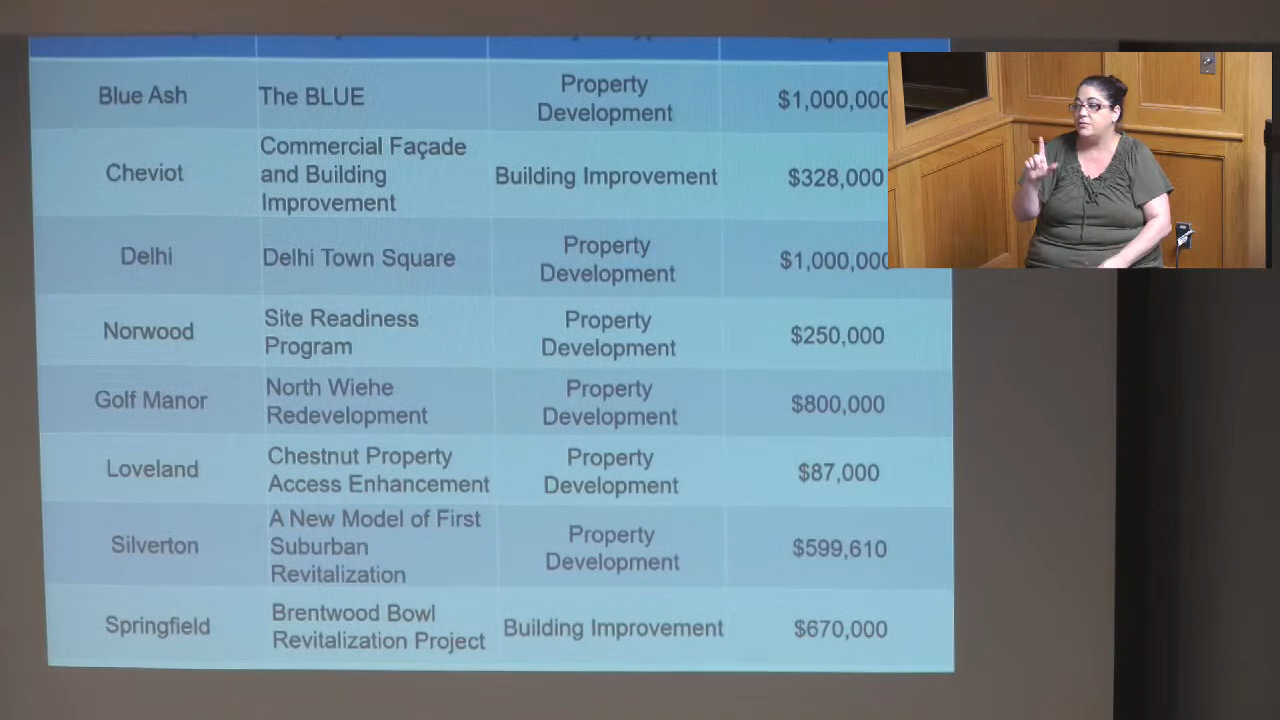 Blue Ash
The BLUE
Property
Development
$1,000,000
Cheviot
Commercial Façade
and Building
Improvement
Building Improvement
$328,000
Delhi
Delhi Town Square
Property
Development
$1,000,000
Norwood
Site Readiness
Program
Property
Development
$250,000
Golf Manor
North Wiehe
Redevelopment
Property
Development
$800,000
Loveland
Chestnut Property
Access Enhancement
Property
Development
$87,000
Silverton
A New Model of First
Suburban
Revitalization
Property
Development
$599,610
Springfield
Brentwood Bowl
Revitalization Project
Building Improvement
$670,000